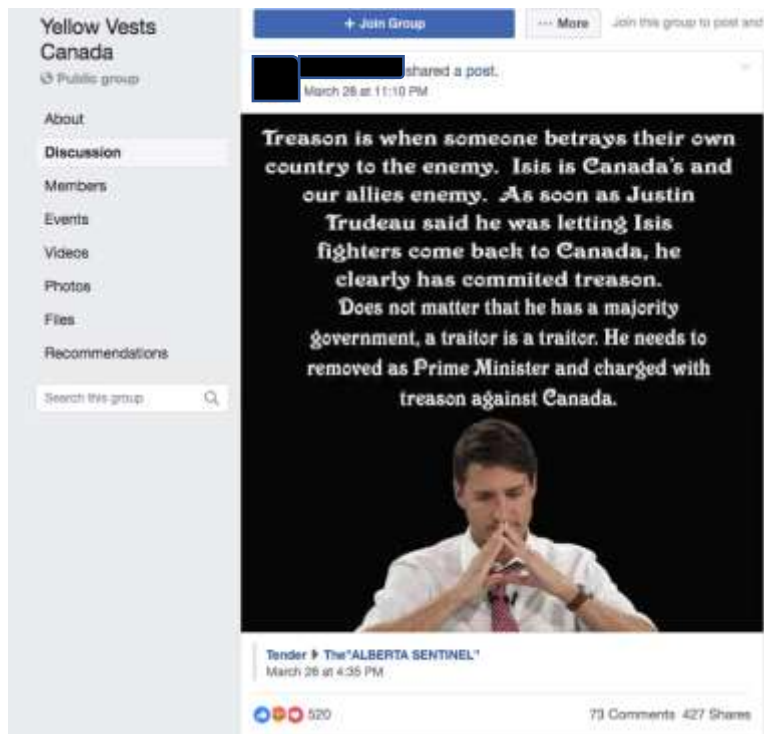 Yellow Vests
Canada
Public group
About
Discussion
Members
Events
Videos
Photos
Files
Recommendations
Search this group
+ Join Group
··· More
Join this group to post and
shared a post.
March 26 at 11:10 PM
Treason is when someone betrays their own
country to the enemy. Isis is Canada's and
our allies enemy. As soon as Justin
Trudeau said he was letting Isis
fighters come back to Canada, he
clearly has commited treason.
Does not matter that he has a majority
government, a traitor is a traitor. He needs to
removed as Prime Minister and charged with
treason against Canada.
Tender ▸ The"ALBERTA SENTINEL"
March 26 at 4:35 PM
520
73 Comments 427 Shares